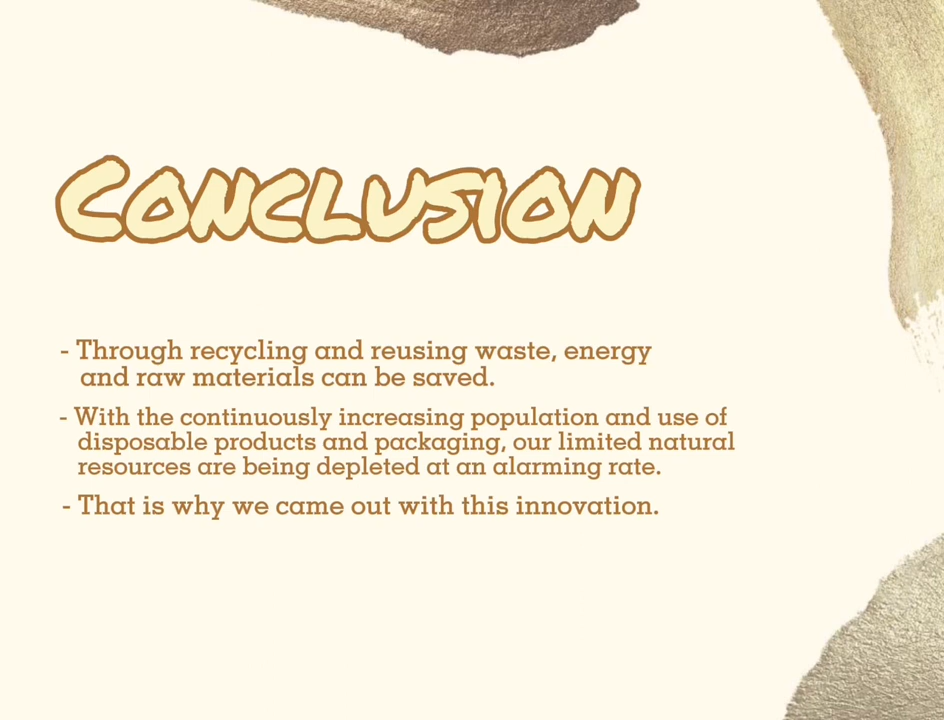 CONCLUSION
- Through recycling and reusing waste, energy
and raw materials can be saved.
- With the continuously increasing population and use of
disposable products and packaging, our limited natural
resources are being depleted at an alarming rate.
- That is why we came out with this innovation.